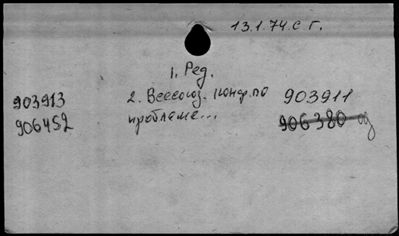 13.1.74.с г.
1. Ред.
903913 2. Всесоюз. конф. по 903911
906452 проблеме... 906380